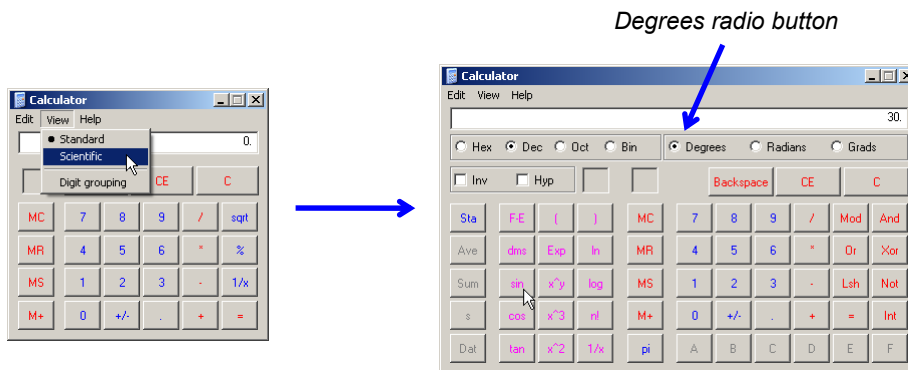 Degrees radio button
Calculator
Edit View Help
0.
Standard
Scientific
Digit grouping
CE C
MC 7 8 9 / sqrt
MR 4 5 6 * %
MS 1 2 3 - 1/x
M+ 0 +/- . + =
Calculator
Edit View Help
30.
Hex Dec Oct Bin Degrees Radians Grads
Inv Hyp Backspace CE C
Sta F-E ( ) MC 7 8 9 / Mod And
Ave dms Exp ln MR 4 5 6 * Or Xor
Sum sin x^y log MS 1 2 3 - Lsh Not
s cos x^3 n! M+ 0 +/- . + = Int
Dat tan x^2 1/x pi A B C D E F